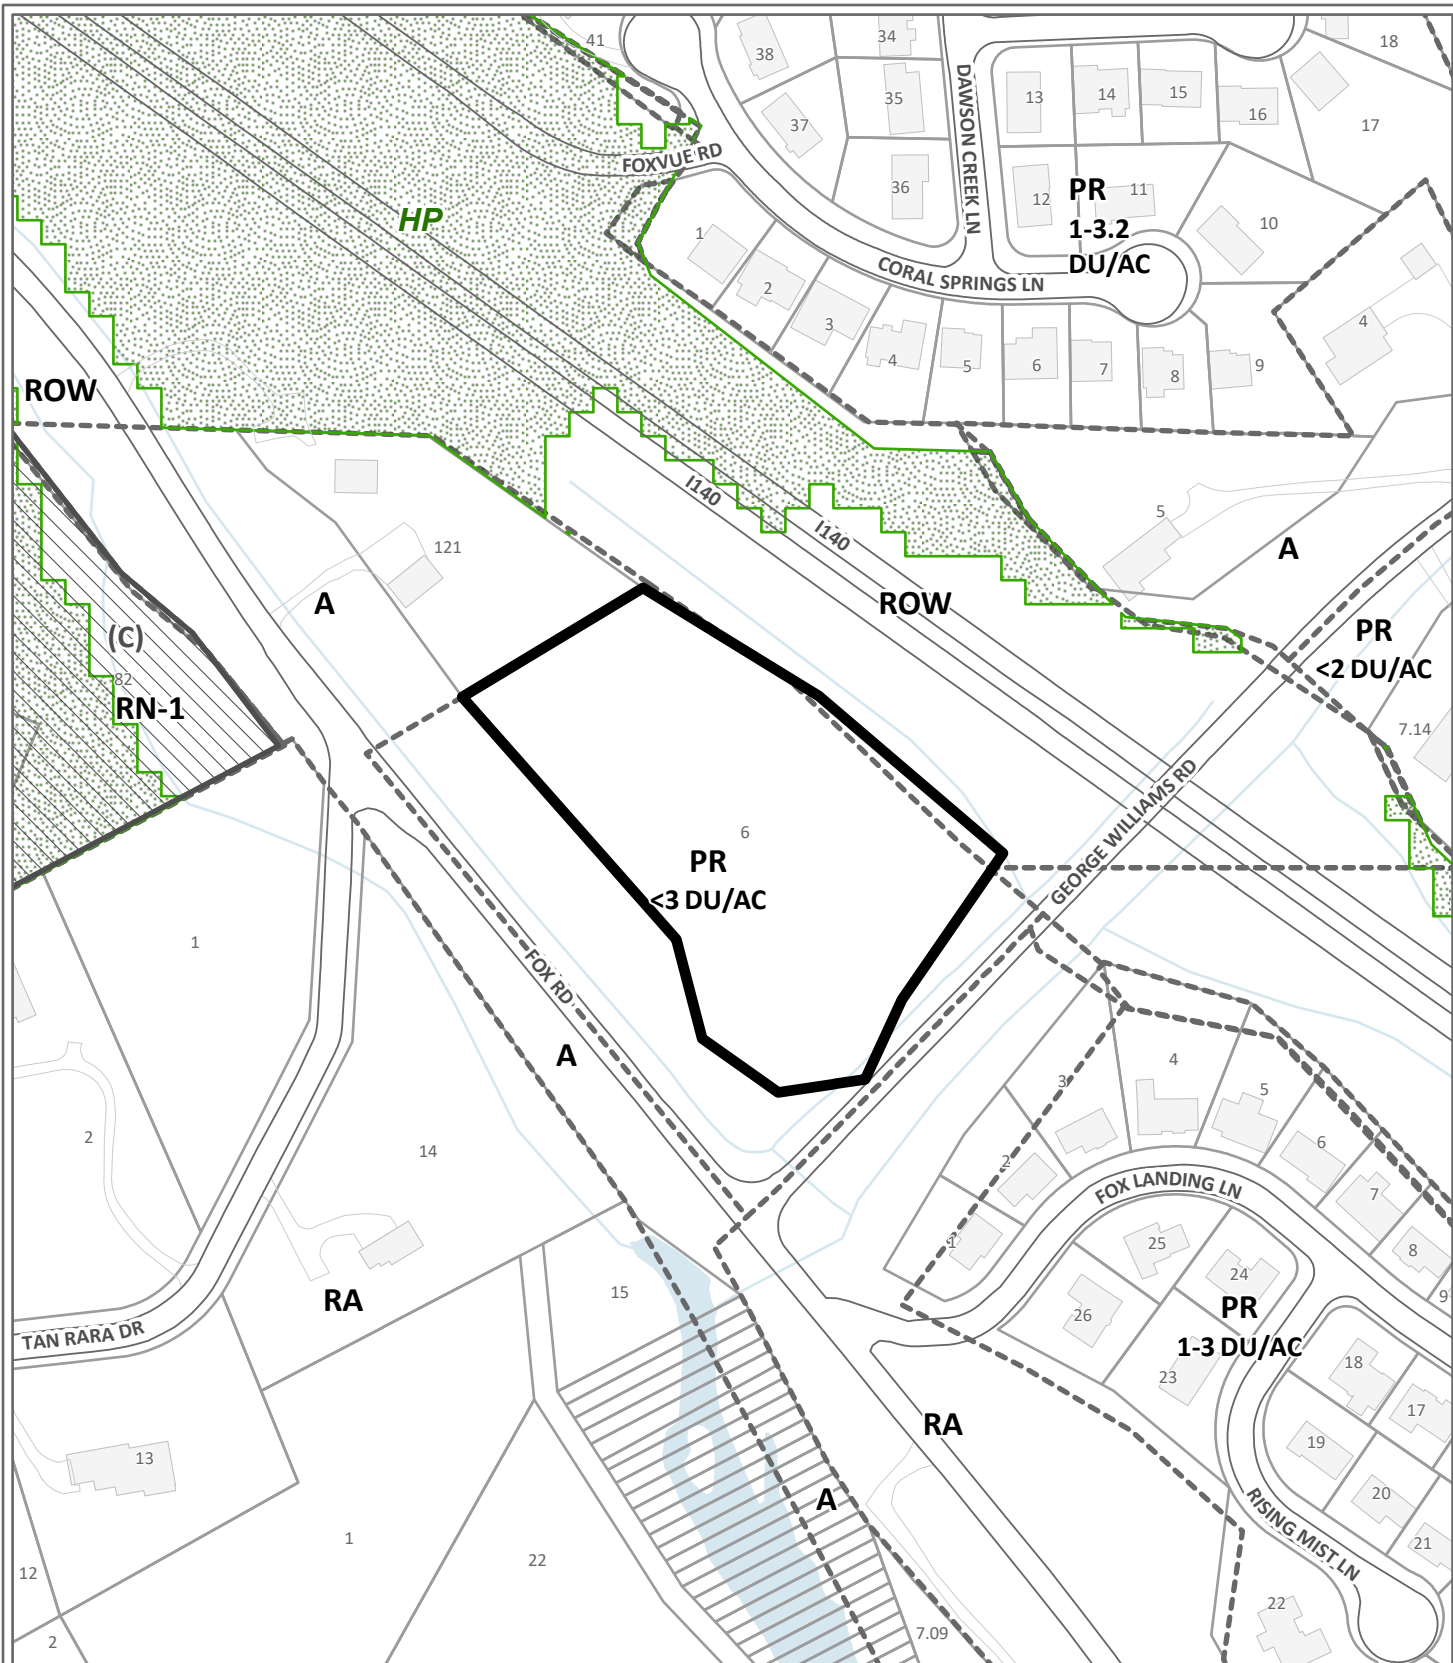 41
38
34
18
37
35
DAWSON CREEK LN
13
14
15
16
17
FOXVUE RD
36
12
PR
1-3.2
DU/AC
11
10
HP
1
2
3
CORAL SPRINGS LN
4
5
6
7
8
9
4
ROW
I140
I140
5
A
121
A
ROW
(C)
82
RN-1
PR
<2 DU/AC
7.14
6
PR
<3 DU/AC
GEORGE WILLIAMS RD
1
FOX RD
A
2
14
3
4
5
6
2
7
1
FOX LANDING LN
8
9
25
24
26
PR
1-3 DU/AC
23
15
RA
TAN RARA DR
18
17
RA
19
20
21
13
A
RISING MIST LN
1
22
12
2
22
7.09